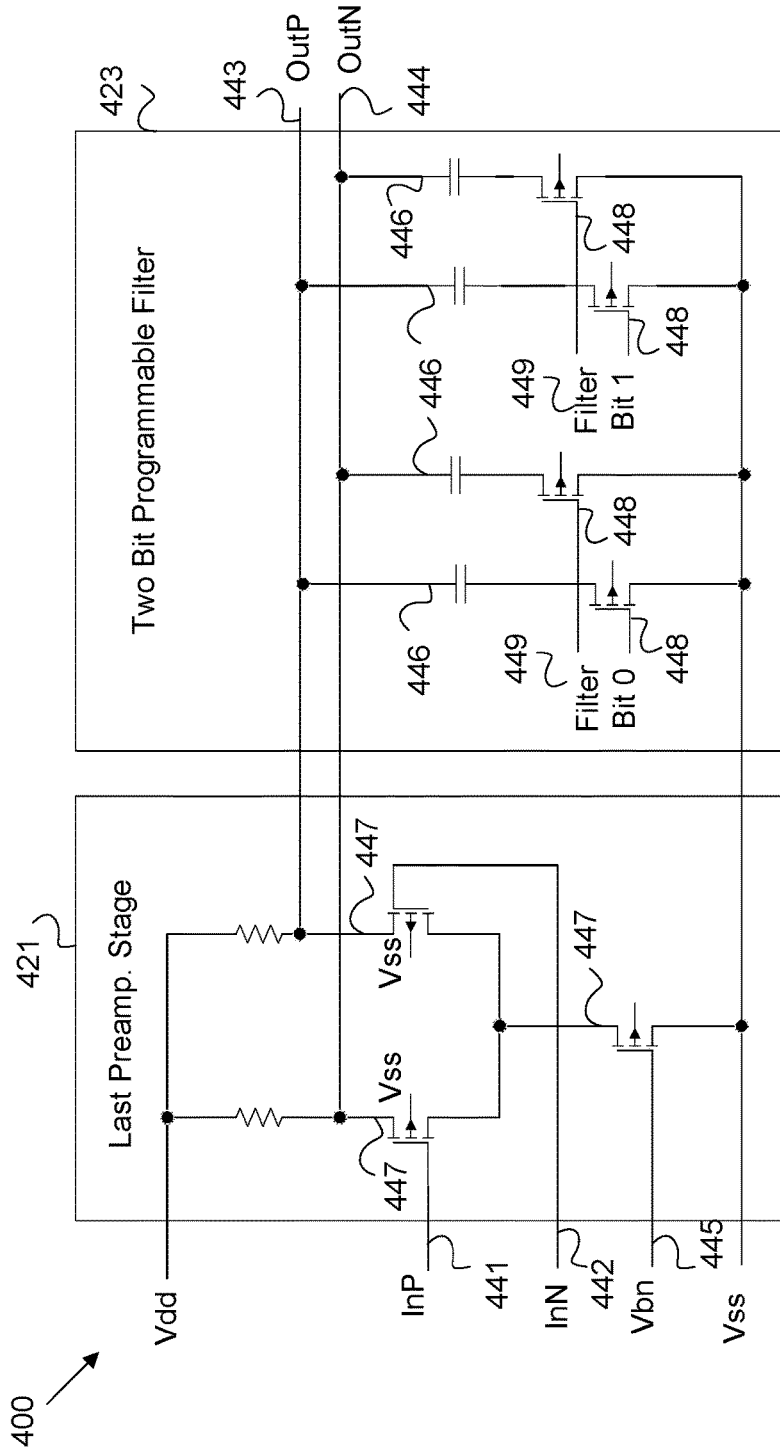 400
421
Last Preamp. Stage
Vdd
447
447
Vss
Vss
447
InP
441
InN
442
Vbn
445
Vss
423
Two Bit Programmable Filter
443
OutP
OutN
444
446
446
446
446
448
448
448
448
449
Filter
Bit 0
449
Filter
Bit 1